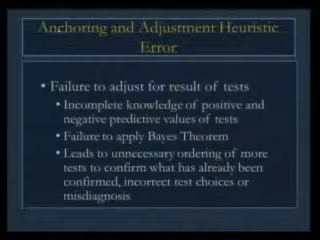 Anchoring and Adjustment Heuristic
Error
• Failure to adjust for result of tests
• Incomplete knowledge of positive and
negative predictive values of tests
• Failure to apply Bayes Theorem
• Leads to unnecessary ordering of more
tests to confirm what has already been
confirmed, incorrect test choices or
misdiagnosis